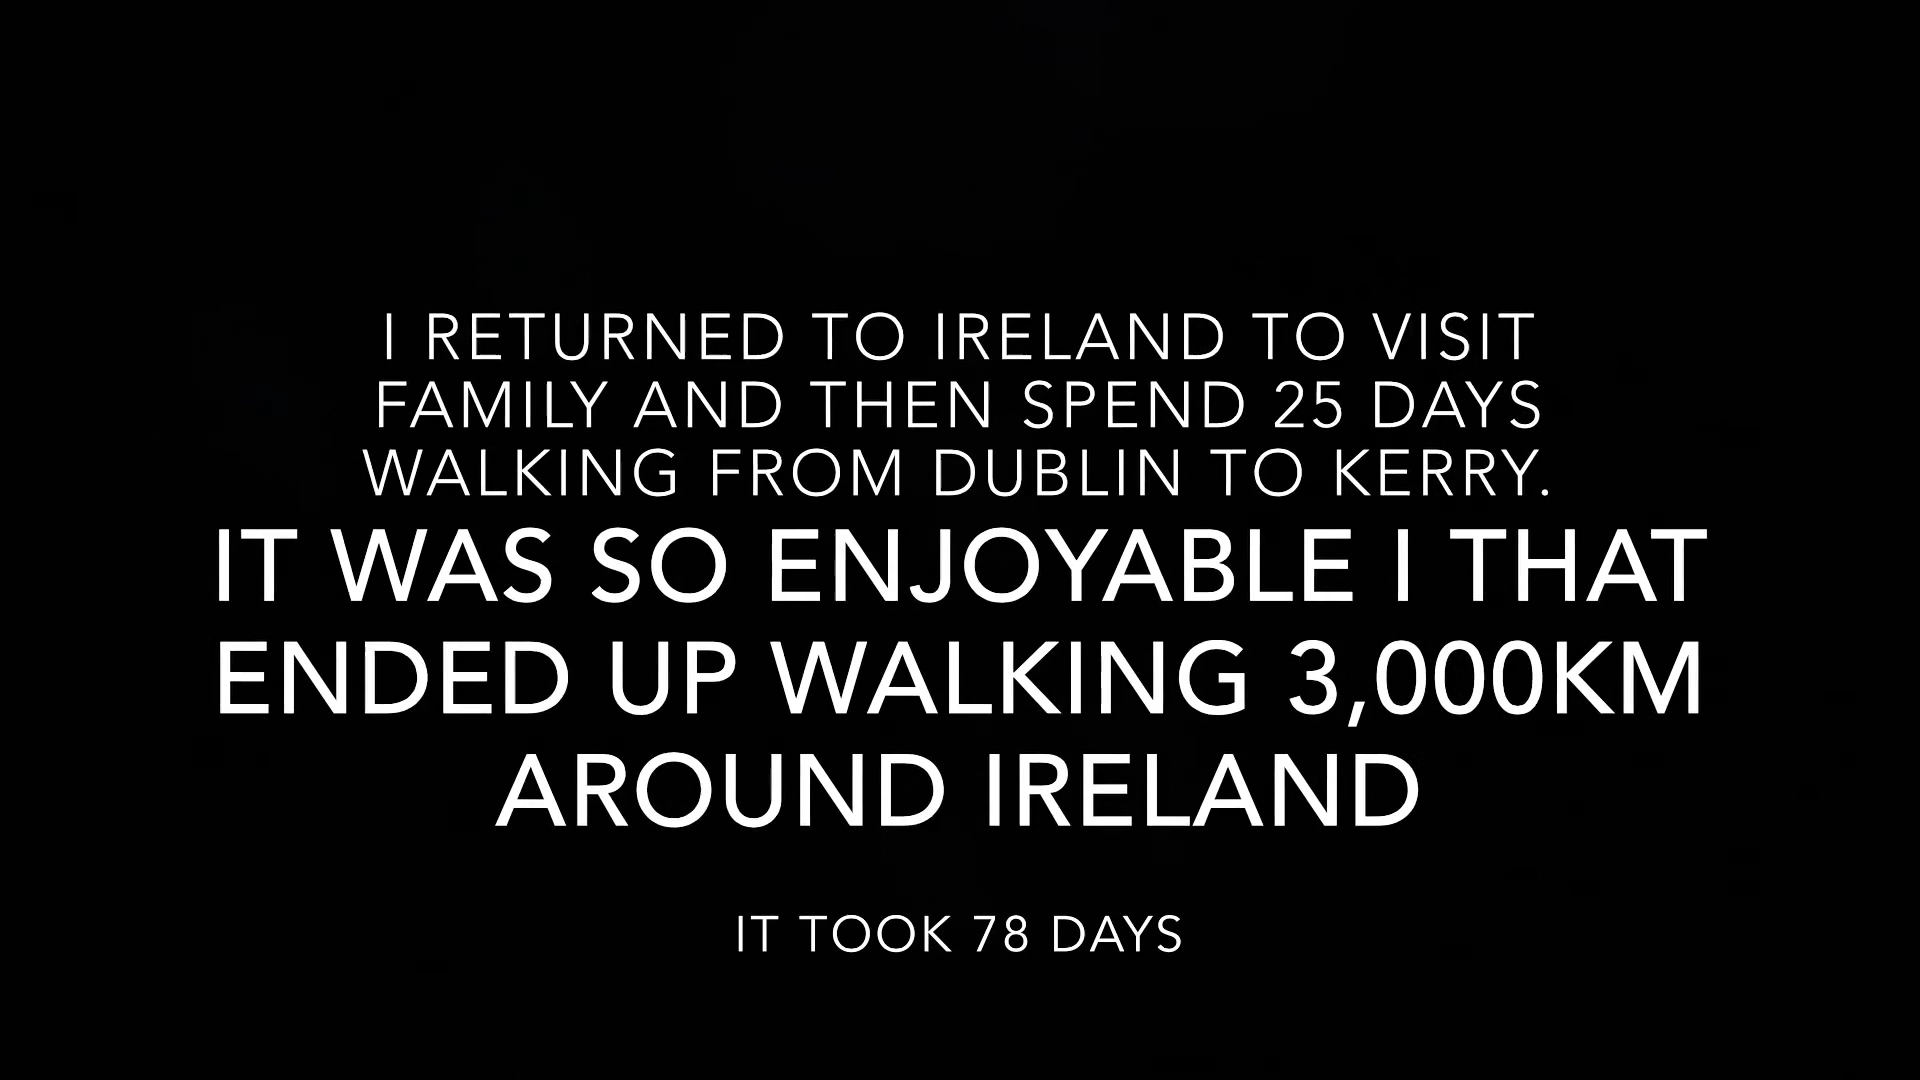 I RETURNED TO IRELAND TO VISIT
FAMILY AND THEN SPEND 25 DAYS
WALKING FROM DUBLIN TO KERRY.
IT WAS SO ENJOYABLE I THAT
ENDED UP WALKING 3,000KM
AROUND IRELAND
IT TOOK 78 DAYS